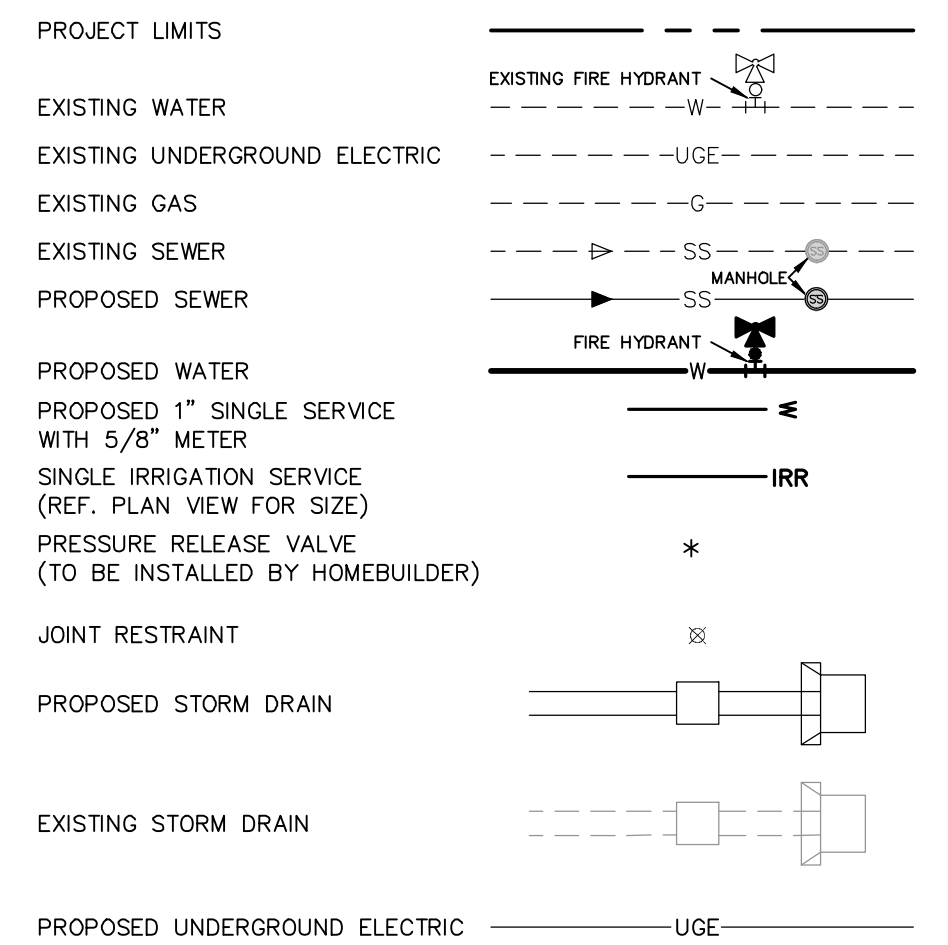 PROJECT LIMITS
EXISTING FIRE HYDRANT
EXISTING WATER W
EXISTING UNDERGROUND ELECTRIC UGE
EXISTING GAS G
EXISTING SEWER SS SS
MANHOLE
PROPOSED SEWER SS SS
FIRE HYDRANT
PROPOSED WATER W
PROPOSED 1" SINGLE SERVICE W
WITH 5/8" METER
SINGLE IRRIGATION SERVICE IRR
(REF. PLAN VIEW FOR SIZE)
PRESSURE RELEASE VALVE *
(TO BE INSTALLED BY HOMEBUILDER)
JOINT RESTRAINT
PROPOSED STORM DRAIN
EXISTING STORM DRAIN
PROPOSED UNDERGROUND ELECTRIC UGE